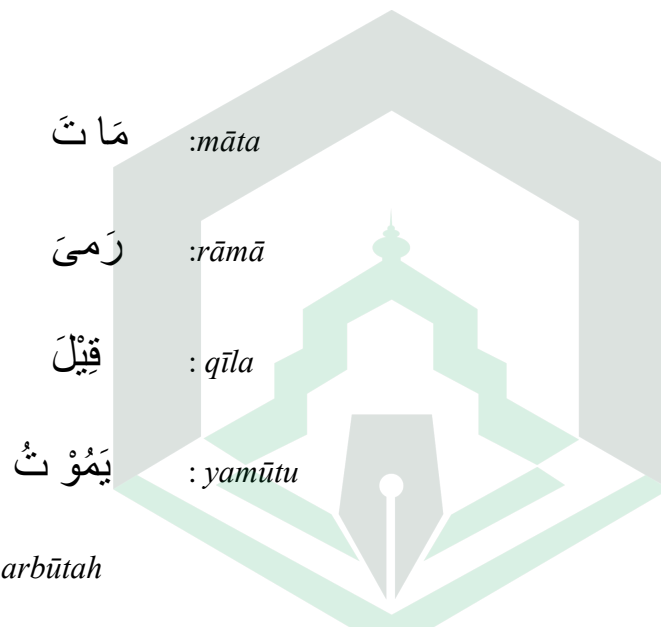 مَا تَ :māta
رَمىَ :rāmā
قِيْلَ : qīla
يَمُوْ تُ : yamūtu
arbūtah